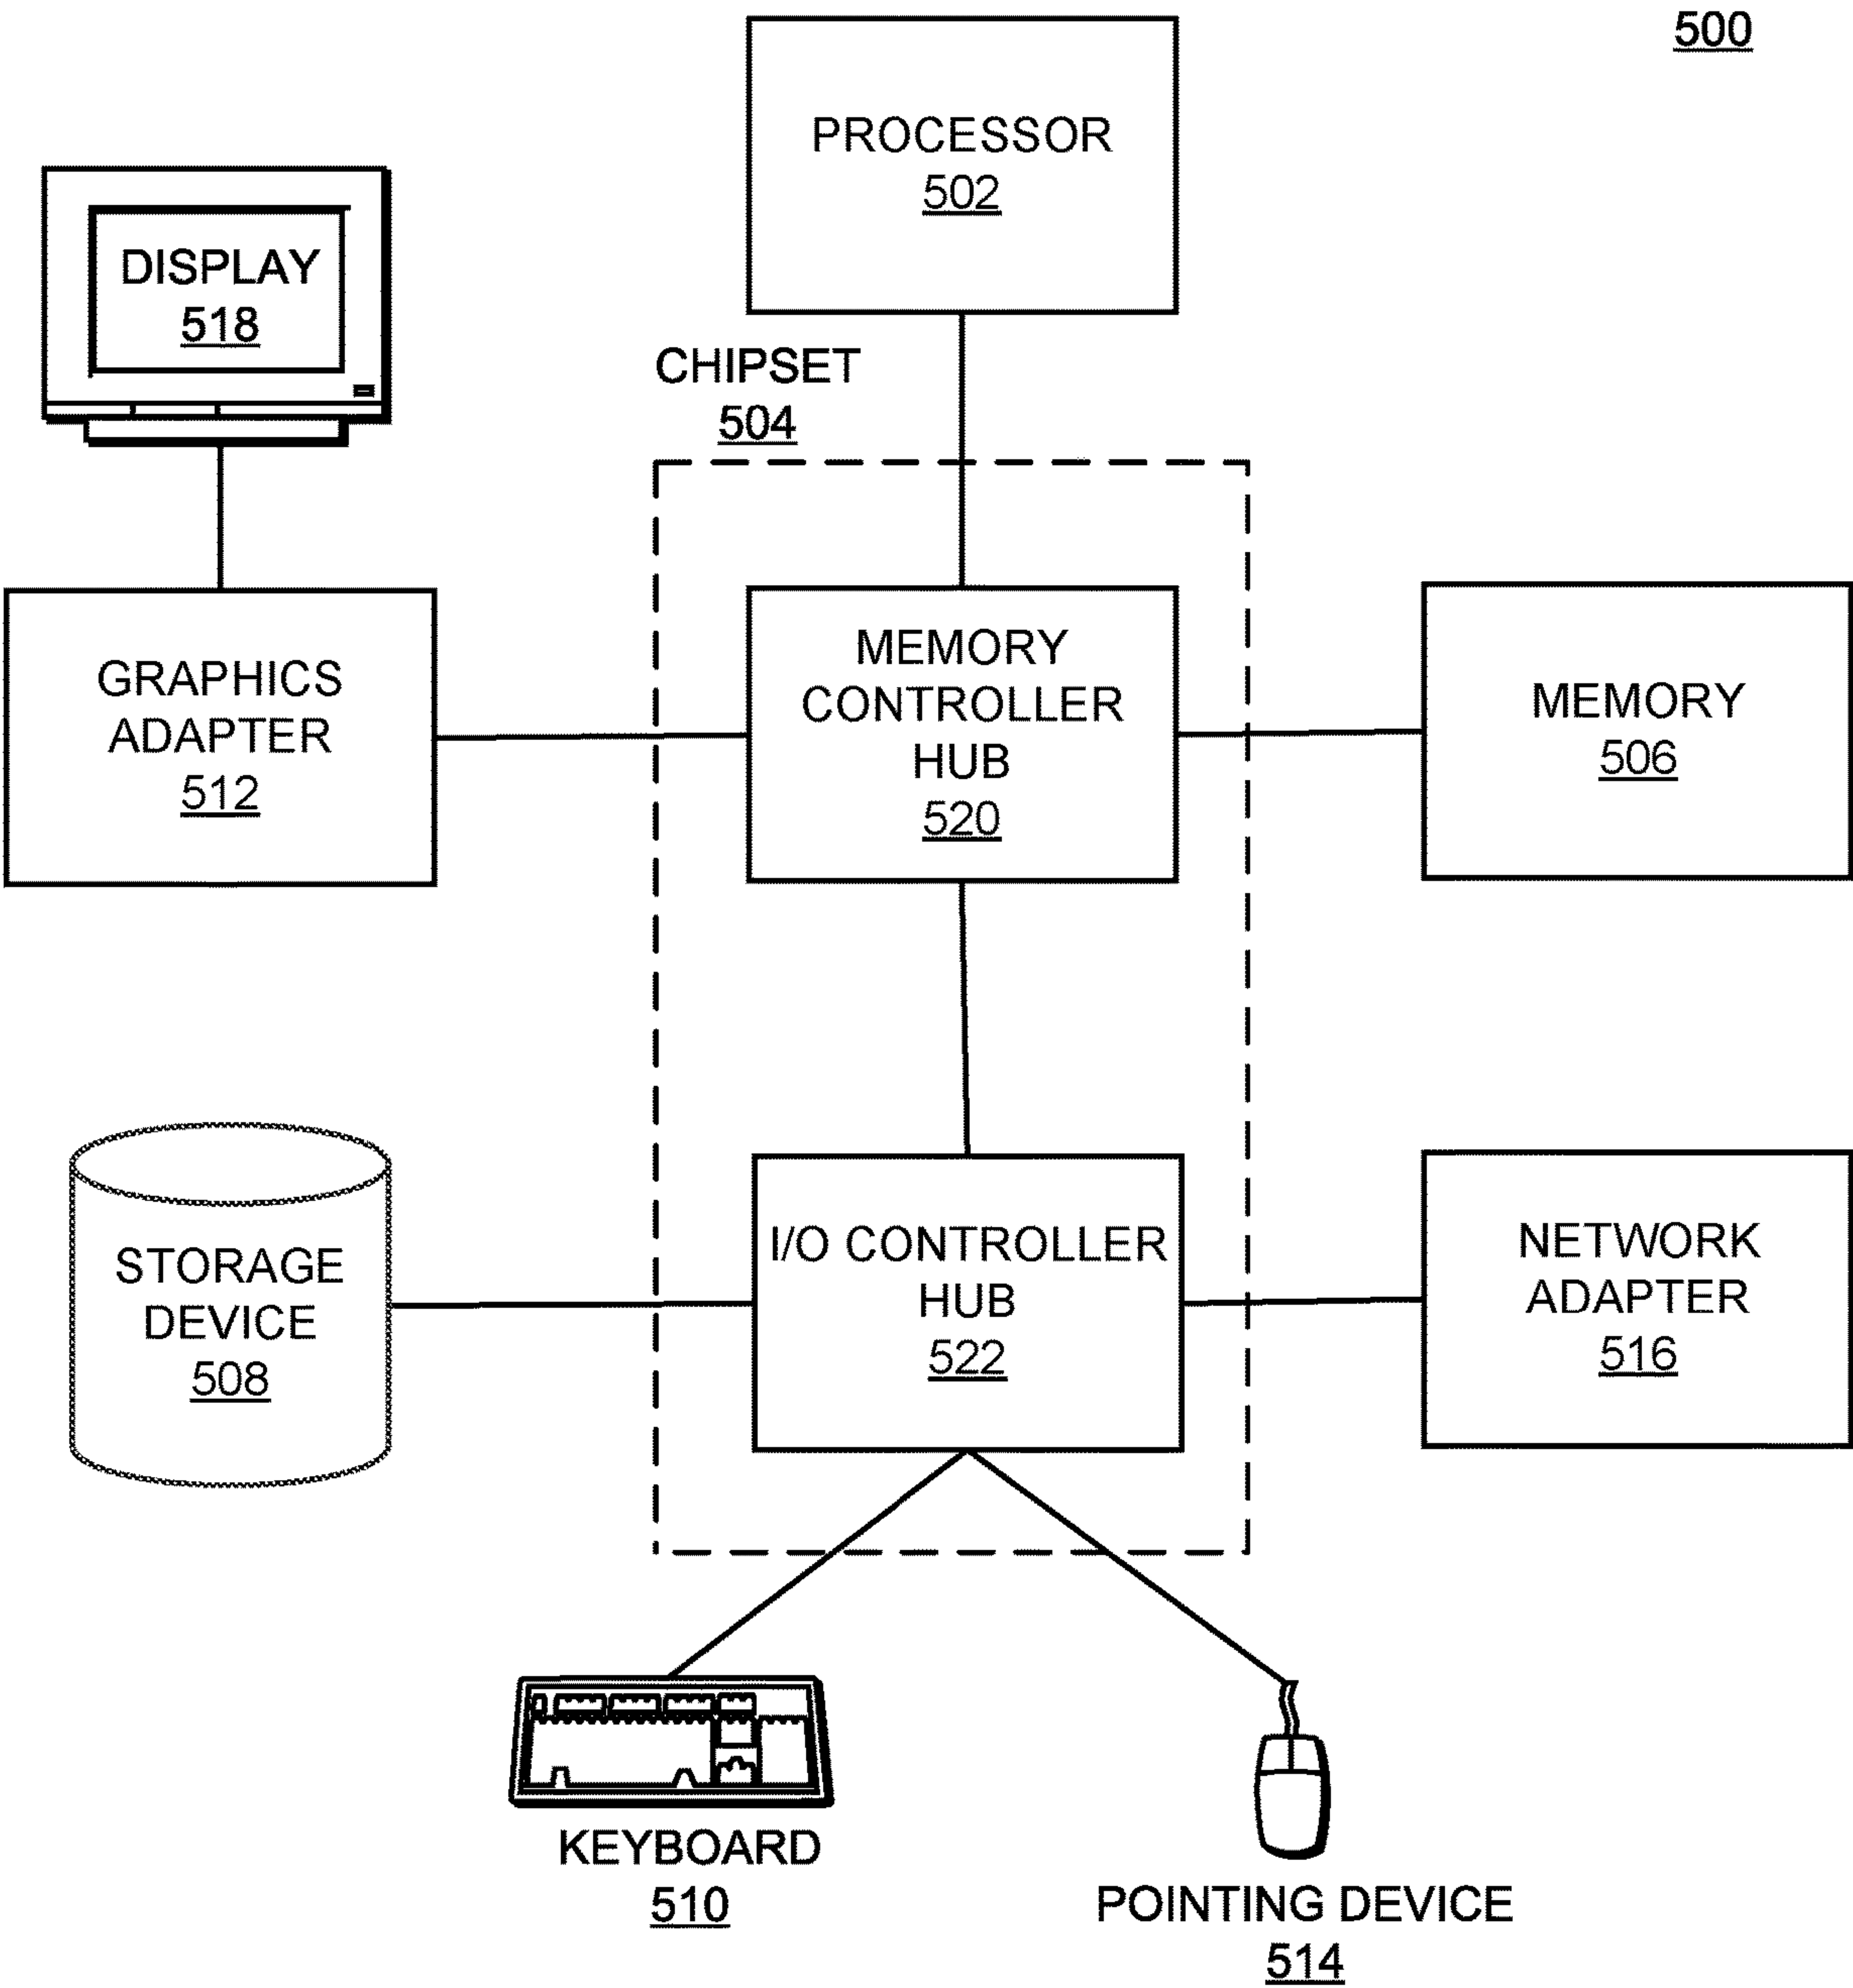 500
PROCESSOR
502
DISPLAY
518
CHIPSET
504
GRAPHICS
ADAPTER
512
MEMORY
CONTROLLER
HUB
520
MEMORY
506
STORAGE
DEVICE
508
I/O CONTROLLER
HUB
522
NETWORK
ADAPTER
516
KEYBOARD
510
POINTING DEVICE
514